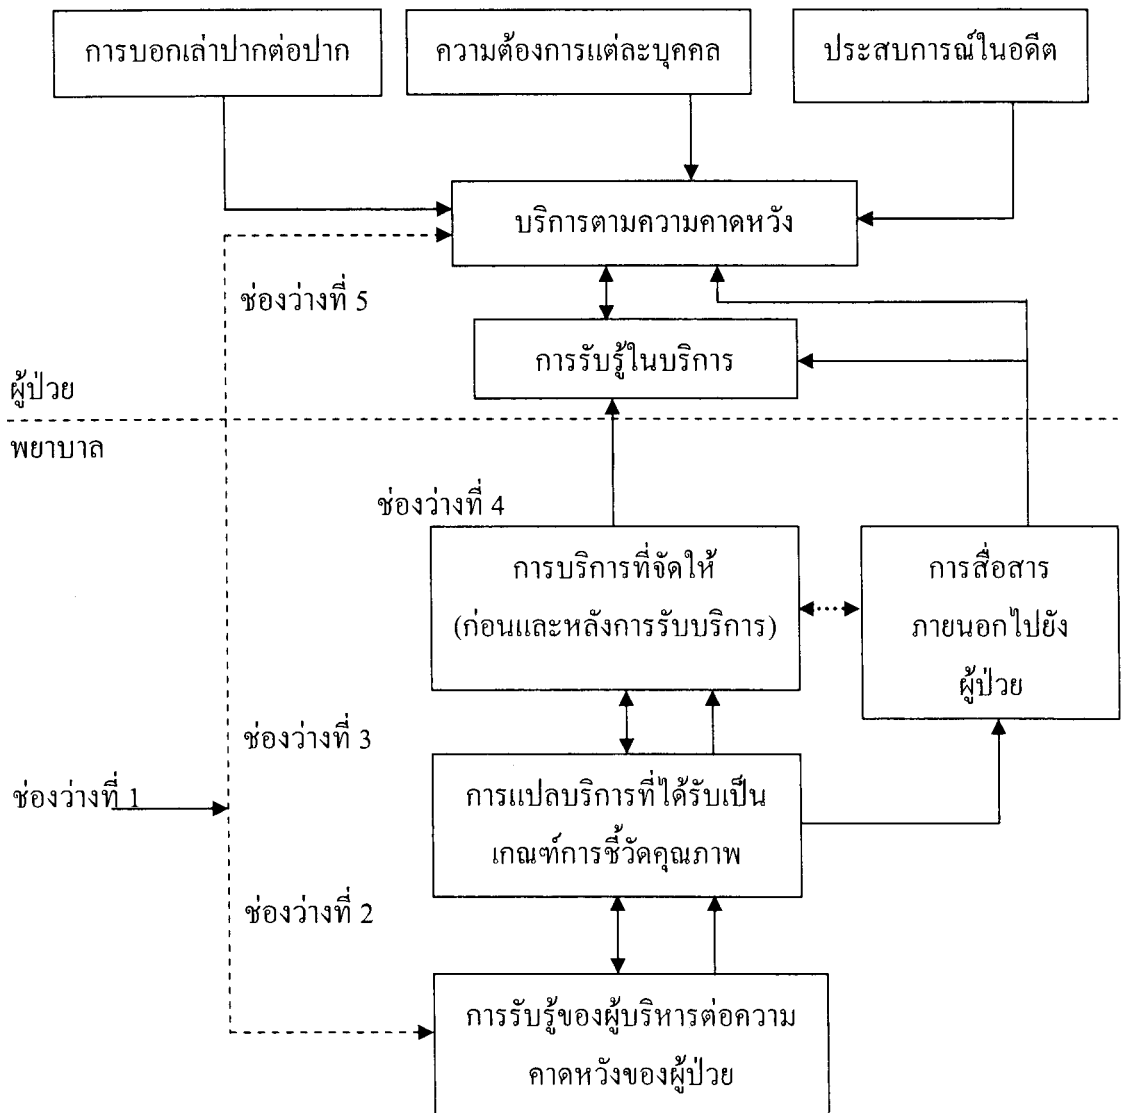 การบอกเล่าปากต่อปาก
ความต้องการแต่ละบุคคล
ประสบการณ์ในอดีต
บริการตามความคาดหวัง
ช่องว่างที่ 5
การรับรู้ในบริการ
ผู้ป่วย
พยาบาล
ช่องว่างที่ 4
การบริการที่จัดให้
(ก่อนและหลังการรับบริการ)
การสื่อสาร
ภายนอกไปยัง
ผู้ป่วย
ช่องว่างที่ 3
ช่องว่างที่ 1
การแปลบริการที่ได้รับเป็น
เกณฑ์การชี้วัดคุณภาพ
ช่องว่างที่ 2
การรับรู้ของผู้บริหารต่อความ
คาดหวังของผู้ป่วย